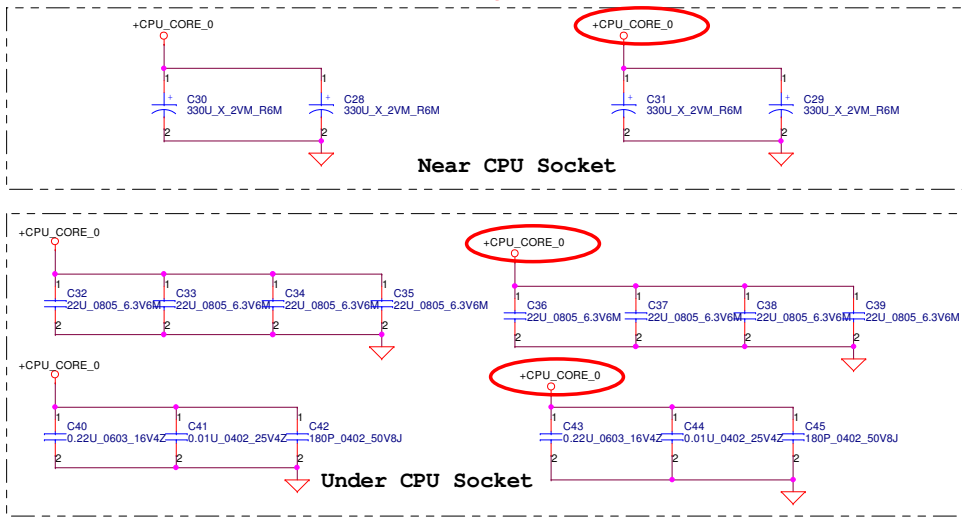 +CPU_CORE_0
+CPU_CORE_0
1
1
1
1
+
C30
330U_X_2VM_R6M
+
C28
330U_X_2VM_R6M
+
C31
330U_X_2VM_R6M
+
C29
330U_X_2VM_R6M
2
2
2
2
Near CPU Socket
+CPU_CORE_0
+CPU_CORE_0
1
1
1
1
C32
22U_0805_6.3V6M
C33
22U_0805_6.3V6M
C34
22U_0805_6.3V6M
C35
22U_0805_6.3V6M
2
2
2
2
1
1
1
1
C36
22U_0805_6.3V6M
C37
22U_0805_6.3V6M
C38
22U_0805_6.3V6M
C39
22U_0805_6.3V6M
2
2
2
2
+CPU_CORE_0
+CPU_CORE_0
1
1
1
C40
0.22U_0603_16V4Z
C41
0.01U_0402_25V4Z
C42
180P_0402_50V8J
2
2
2
1
1
1
C43
0.22U_0603_16V4Z
C44
0.01U_0402_25V4Z
C45
180P_0402_50V8J
2
2
2
Under CPU Socket